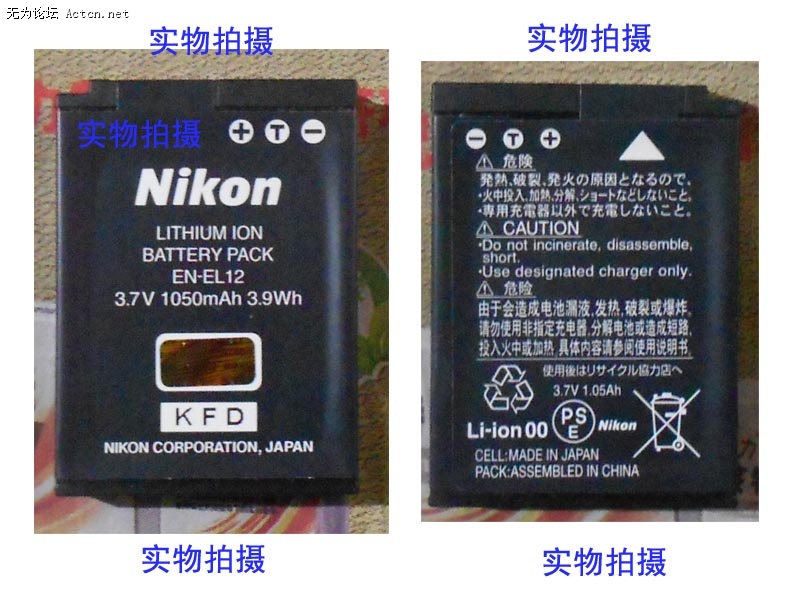 无为论坛 Actcn.net
实物拍摄
实物拍摄
实物拍摄
+ T −
Nikon
LITHIUM ION
BATTERY PACK
EN-EL12
3.7V 1050mAh 3.9Wh
KFD
NIKON CORPORATION, JAPAN
实物拍摄
− T +
⚠ 危険
発熱、破裂、発火の原因となるので、
・火中投入、加熱、分解、ショートなどしないこと。
・専用充電器以外で充電しないこと。
⚠ CAUTION
•Do not incinerate, disassemble,
short.
•Use designated charger only.
⚠ 危险
由于会造成电池漏液,发热,破裂或爆炸。
请勿使用非指定充电器,分解电池或造成短路,
投入火中或加热,具体内容请参阅使用说明书。
使用後はリサイクル協力店へ
3.7V 1.05Ah
Li-ion 00
PS
E
Nikon
CELL:MADE IN JAPAN
PACK:ASSEMBLED IN CHINA
实物拍摄